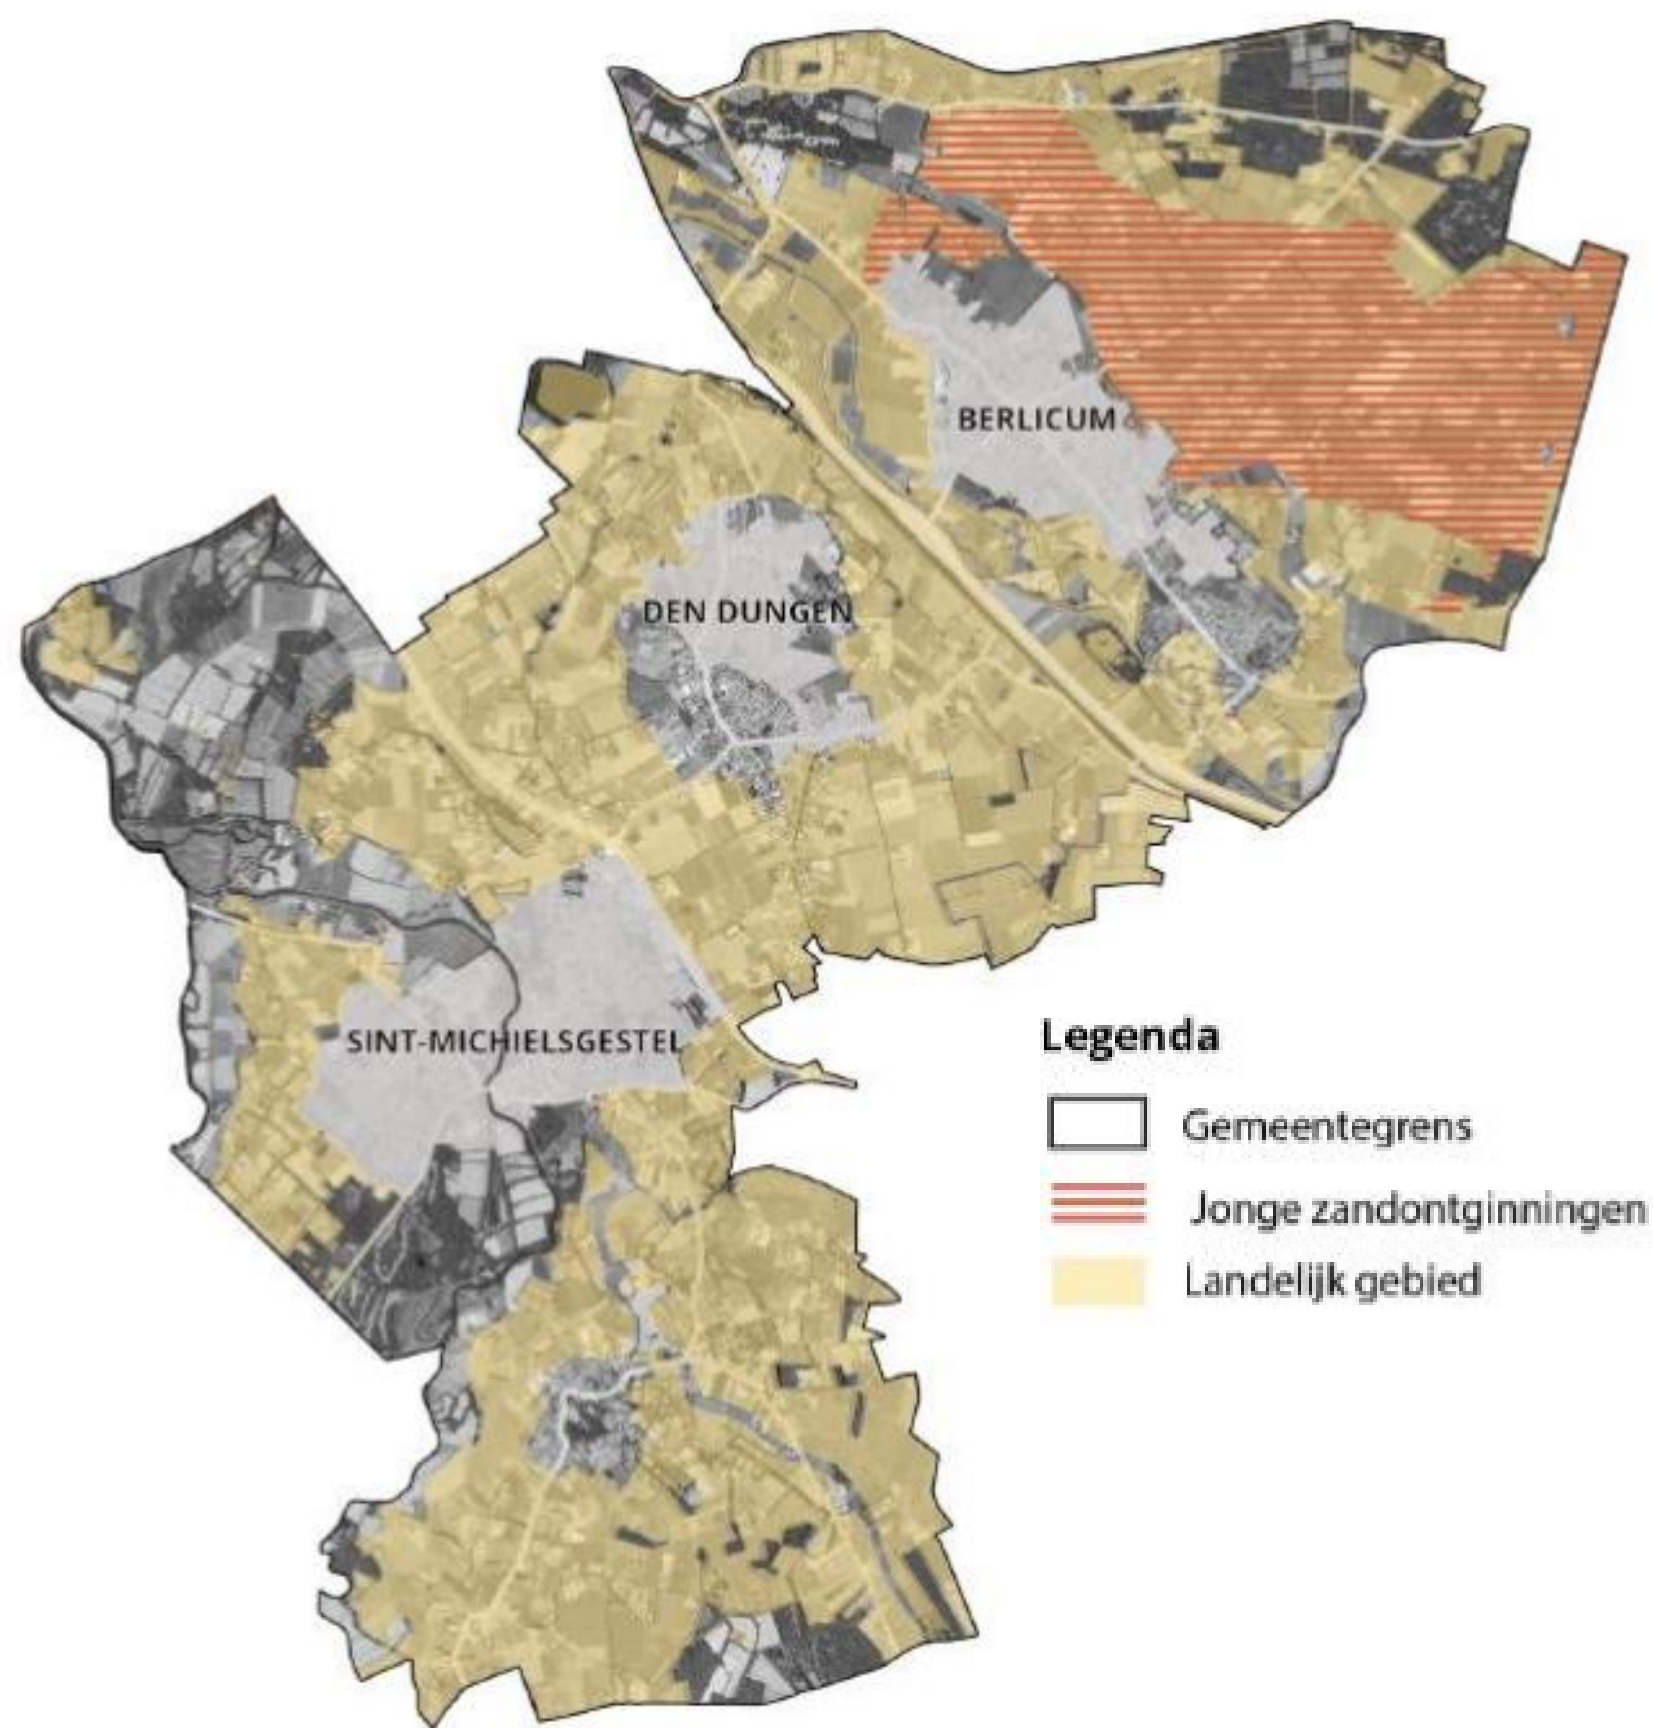 BERLICUM
DEN DUNGEN
SINT-MICHIELSGESTEL
Legenda
Gemeentegrens
Jonge zandontginningen
Landelijk gebied